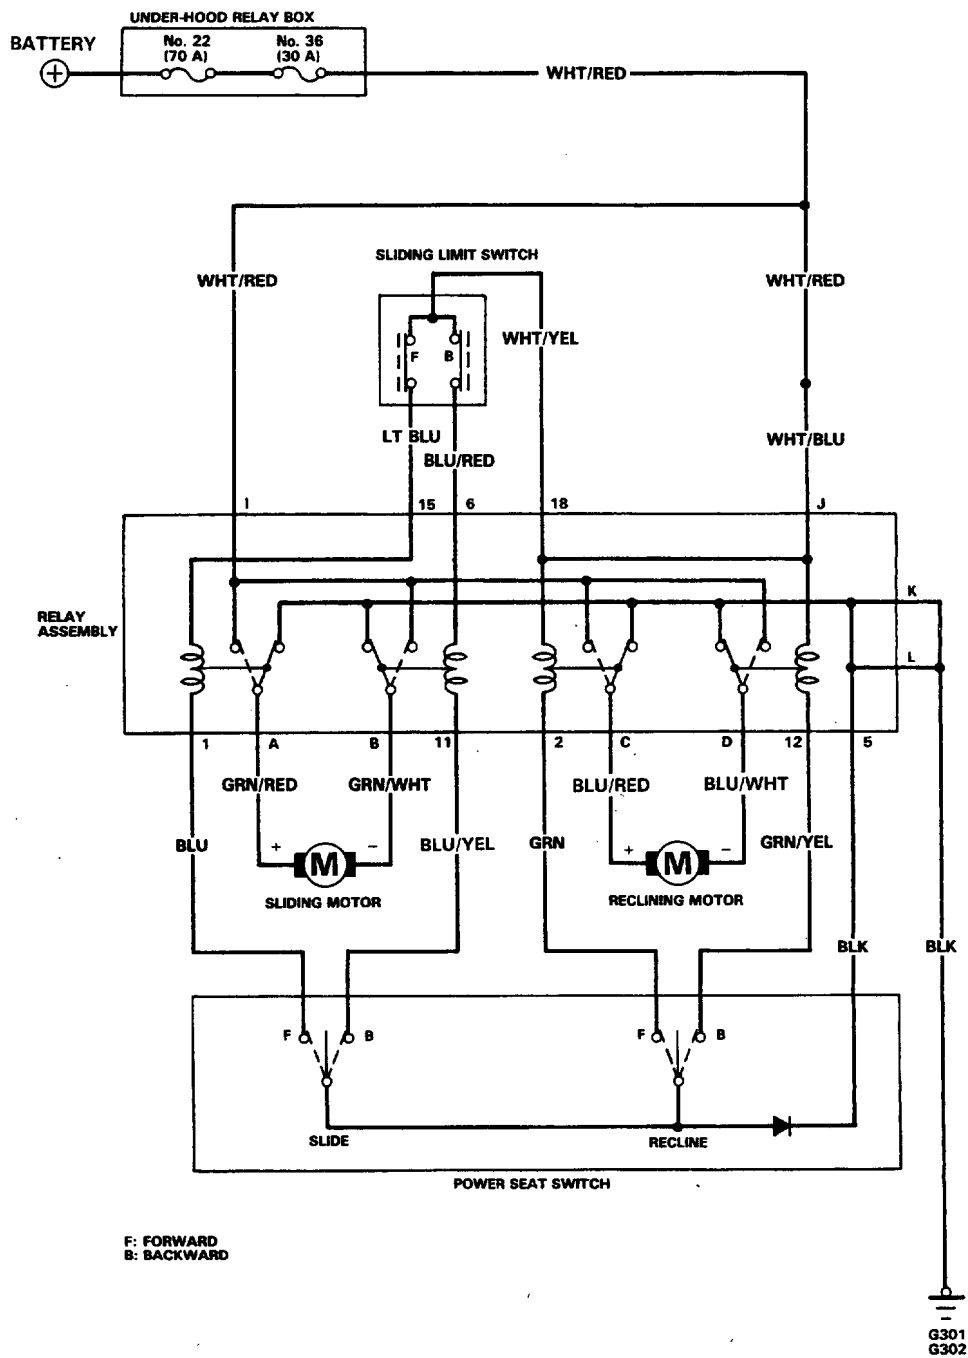 UNDER-HOOD RELAY BOX
BATTERY
No. 22
(70 A)
No. 36
(30 A)
+
WHT/RED
SLIDING LIMIT SWITCH
WHT/RED
WHT/RED
WHT/YEL
F B
LT BLU
WHT/BLU
BLU/RED
I 15 6 18 J
K
RELAY
ASSEMBLY
L
1 A B 11 2 C D 12 5
GRN/RED GRN/WHT BLU/RED BLU/WHT
BLU + − BLU/YEL GRN + − GRN/YEL
M M
SLIDING MOTOR RECLINING MOTOR
BLK BLK
F B F B
SLIDE RECLINE
POWER SEAT SWITCH
F: FORWARD
B: BACKWARD
G301
G302